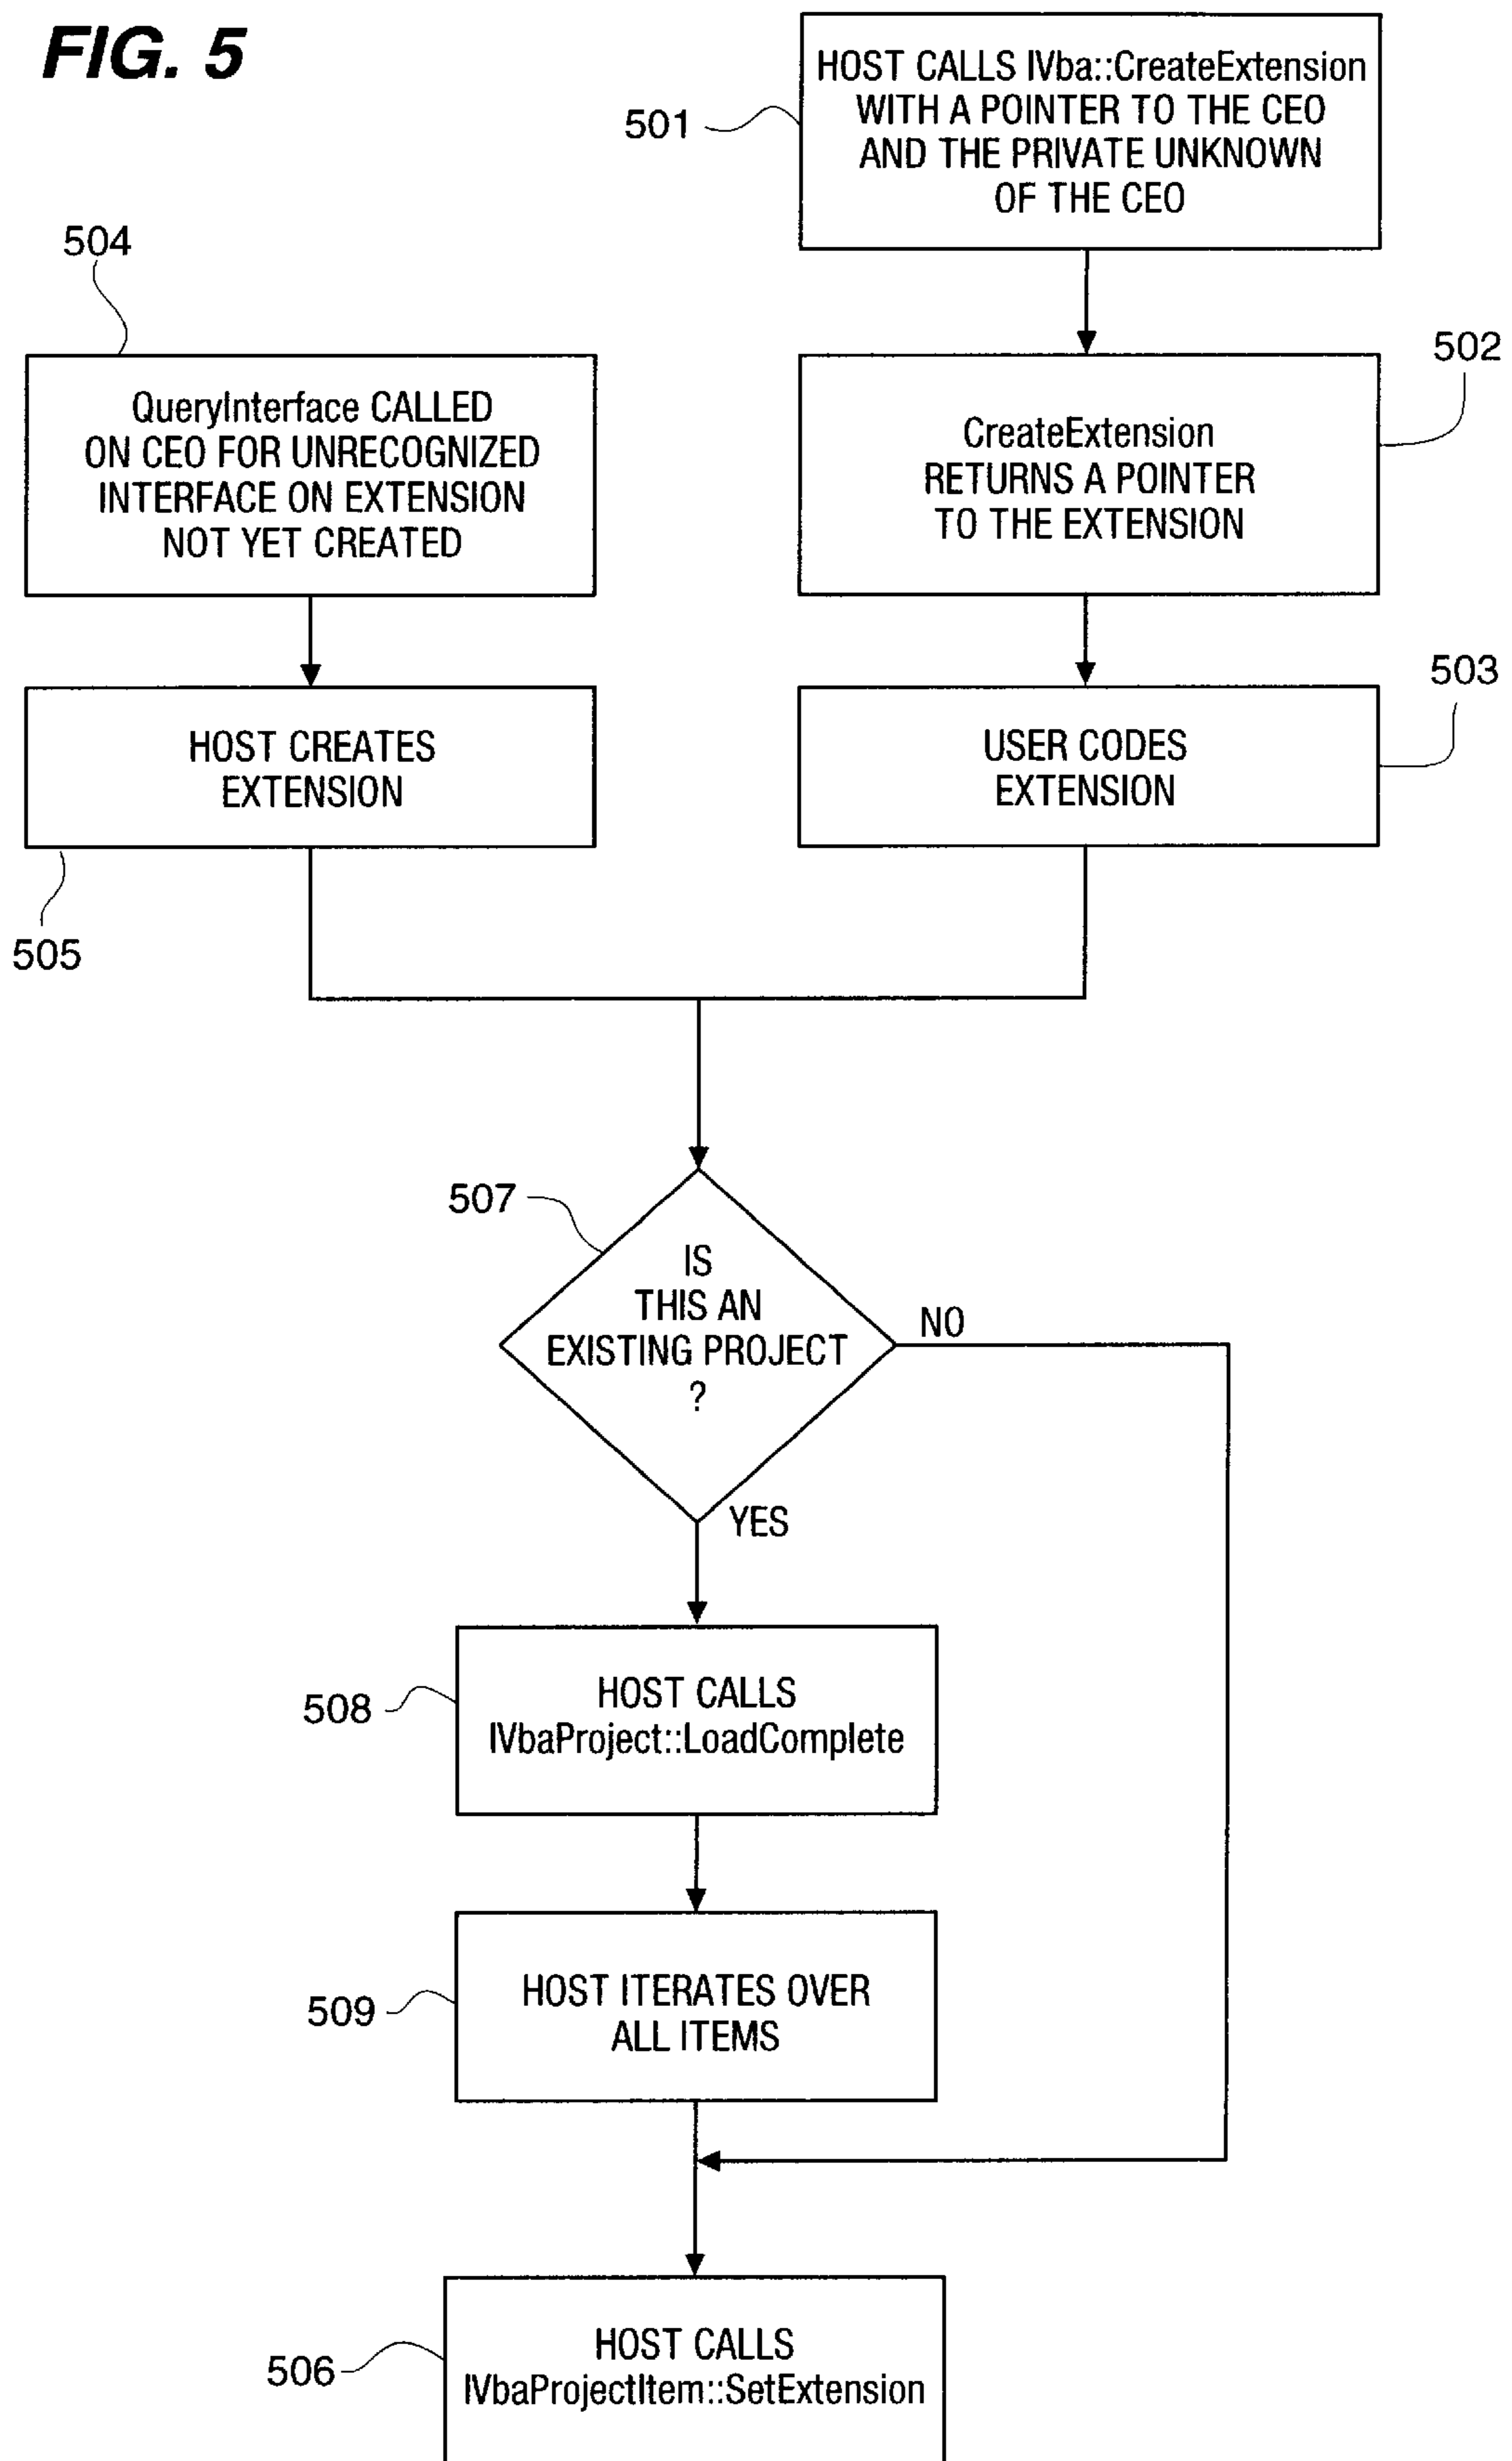 FIG. 5
501
HOST CALLS IVba::CreateExtension
WITH A POINTER TO THE CEO
AND THE PRIVATE UNKNOWN
OF THE CEO
504
QueryInterface CALLED
ON CEO FOR UNRECOGNIZED
INTERFACE ON EXTENSION
NOT YET CREATED
502
CreateExtension
RETURNS A POINTER
TO THE EXTENSION
HOST CREATES
EXTENSION
505
503
USER CODES
EXTENSION
507
IS
THIS AN
EXISTING PROJECT
?
NO
YES
508
HOST CALLS
IVbaProject::LoadComplete
509
HOST ITERATES OVER
ALL ITEMS
506
HOST CALLS
IVbaProjectItem::SetExtension